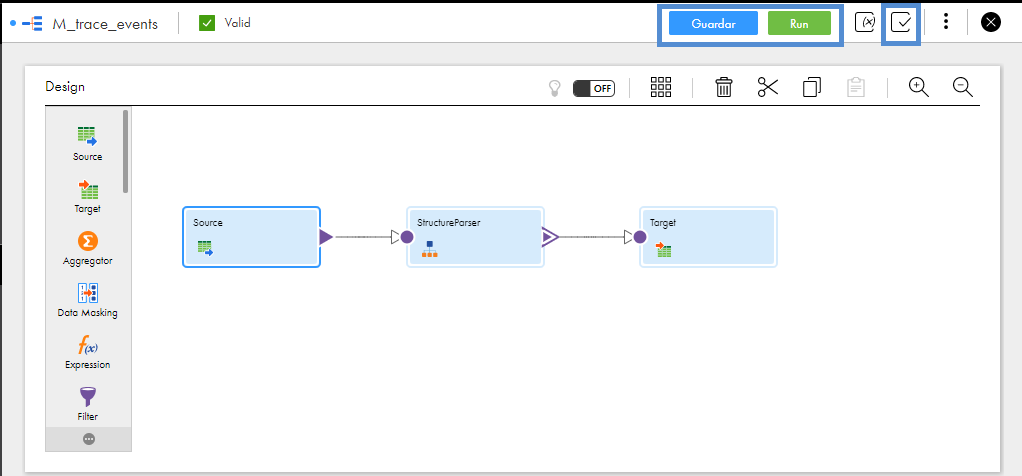 M_trace_events
Valid
Guardar
Run
(x)
Design
OFF
Source
Target
Aggregator
Data Masking
f(x)
Expression
Filter
Source
StructureParser
Target